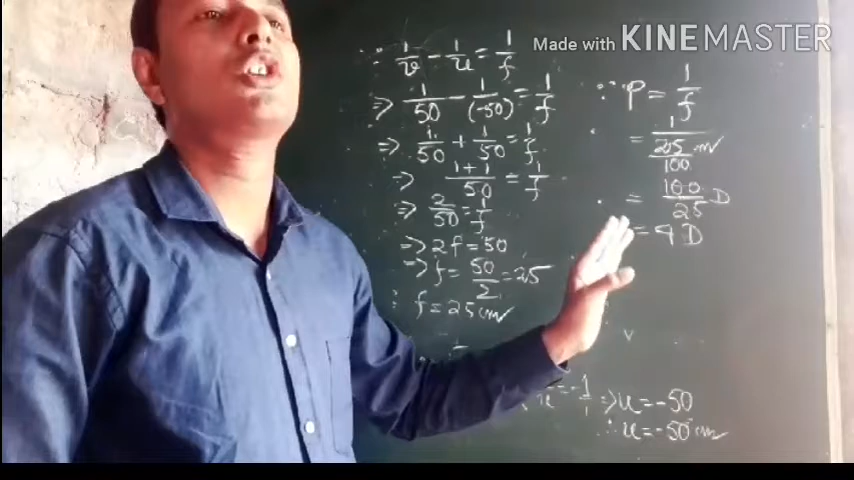 Made with KINEMASTER
∵ 1/v - 1/u = 1/f
⇒ 1/50 - 1/(-50) = 1/f
⇒ 1/50 + 1/50 = 1/f
⇒ 1+1/50 = 1/f
⇒ 2/50 = 1/f
⇒ 2f = 50
⇒ f = 50/2 = 25
∴ f = 25 cm
∵ P = 1/f
= 1/25/100 m
= 100/25 D
= 4 D
⇒ u = -50
∴ u = -50 cm